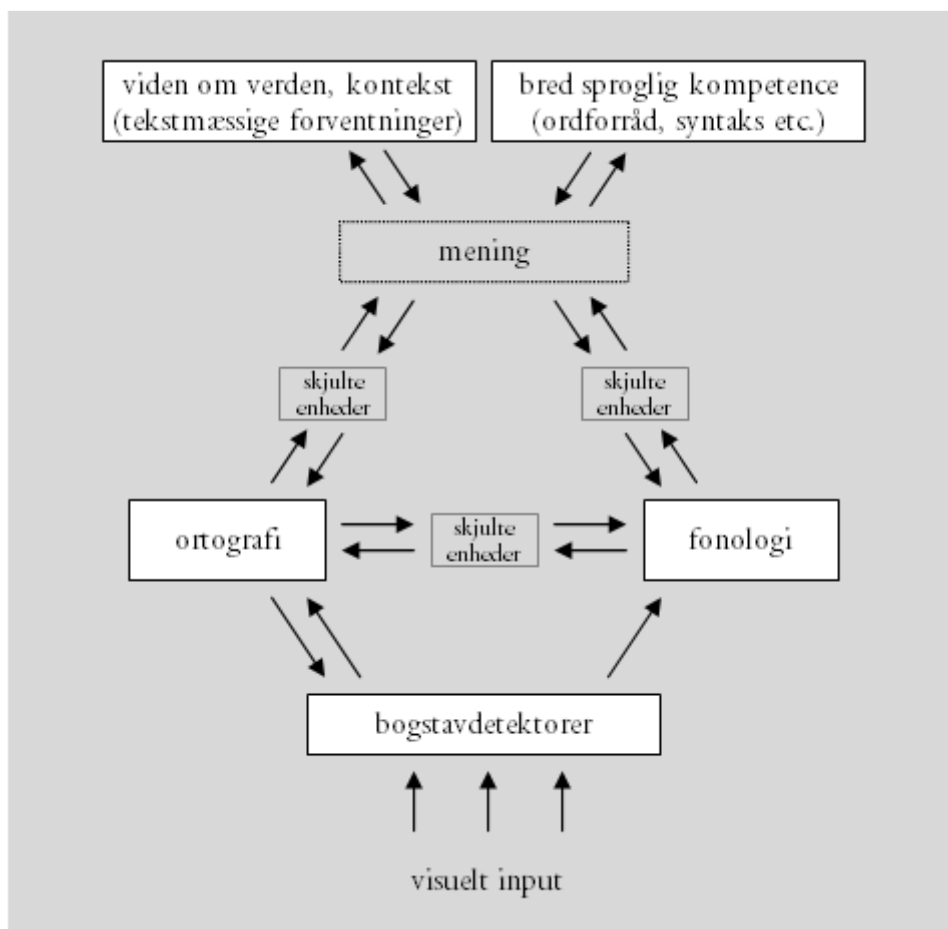 viden om verden, kontekst
(tekstmæssige forventninger)
bred sproglig kompetence
(ordforråd, syntaks etc.)
mening
skjulte
enheder
skjulte
enheder
ortografi
skjulte
enheder
fonologi
bogstavdetektorer
visuelt input